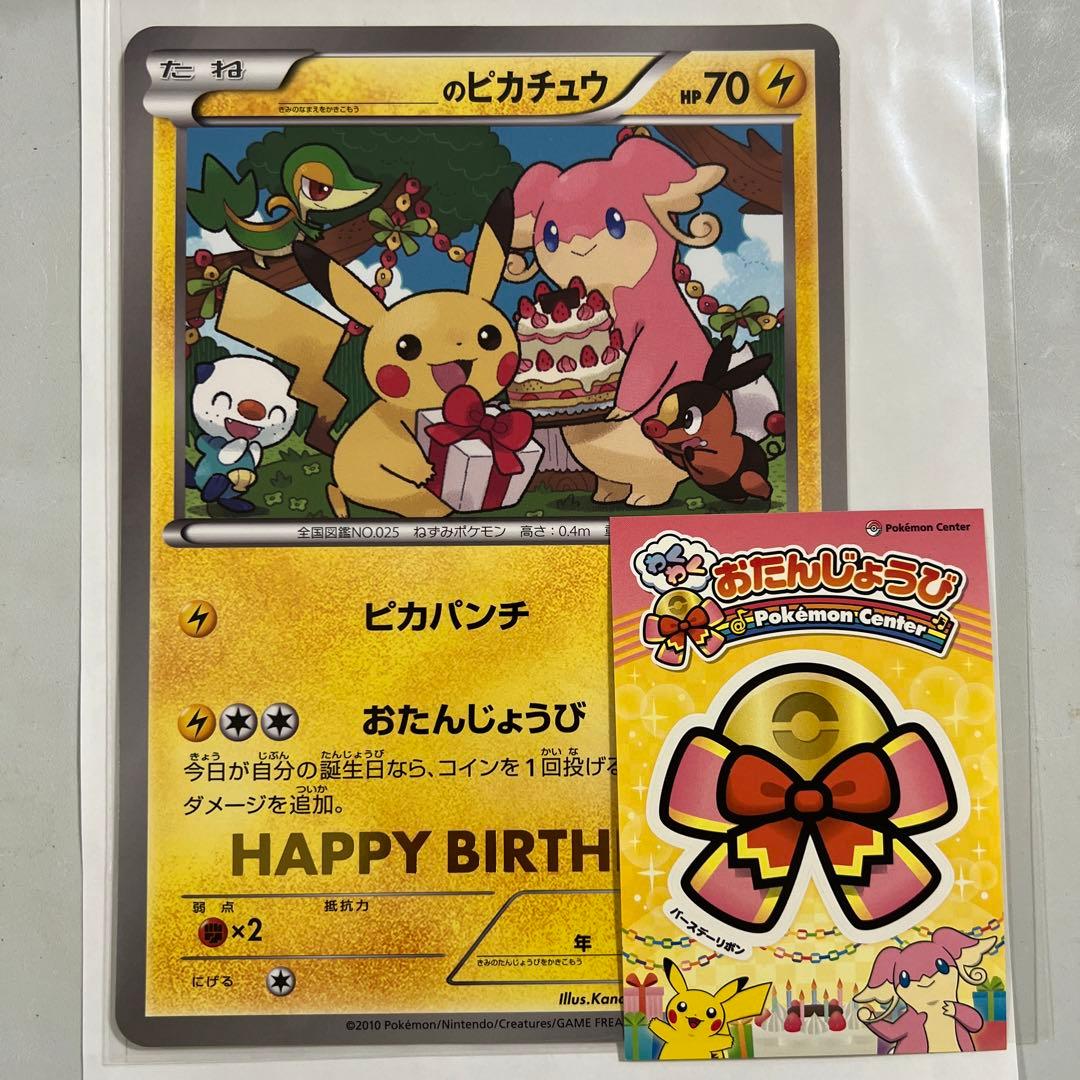 たね
のピカチュウ HP70
きみのなまえをかきこもう
全国図鑑NO.025 ねずみポケモン 高さ：0.4m
ピカパンチ
おたんじょうび
きょう じぶん たんじょうび かい な
今日が自分の誕生日なら、コインを1回投げ
ついか
ダメージを追加。
HAPPY BIRTH
弱点 抵抗力
×2
年
きみのたんじょうびをかきこもう
にげる
Illus.Kan
©2010 Pokémon/Nintendo/Creatures/GAME FREA
Pokémon Center
わくわく
おたんじょうび
@Pokémon Center
バースデーリボン